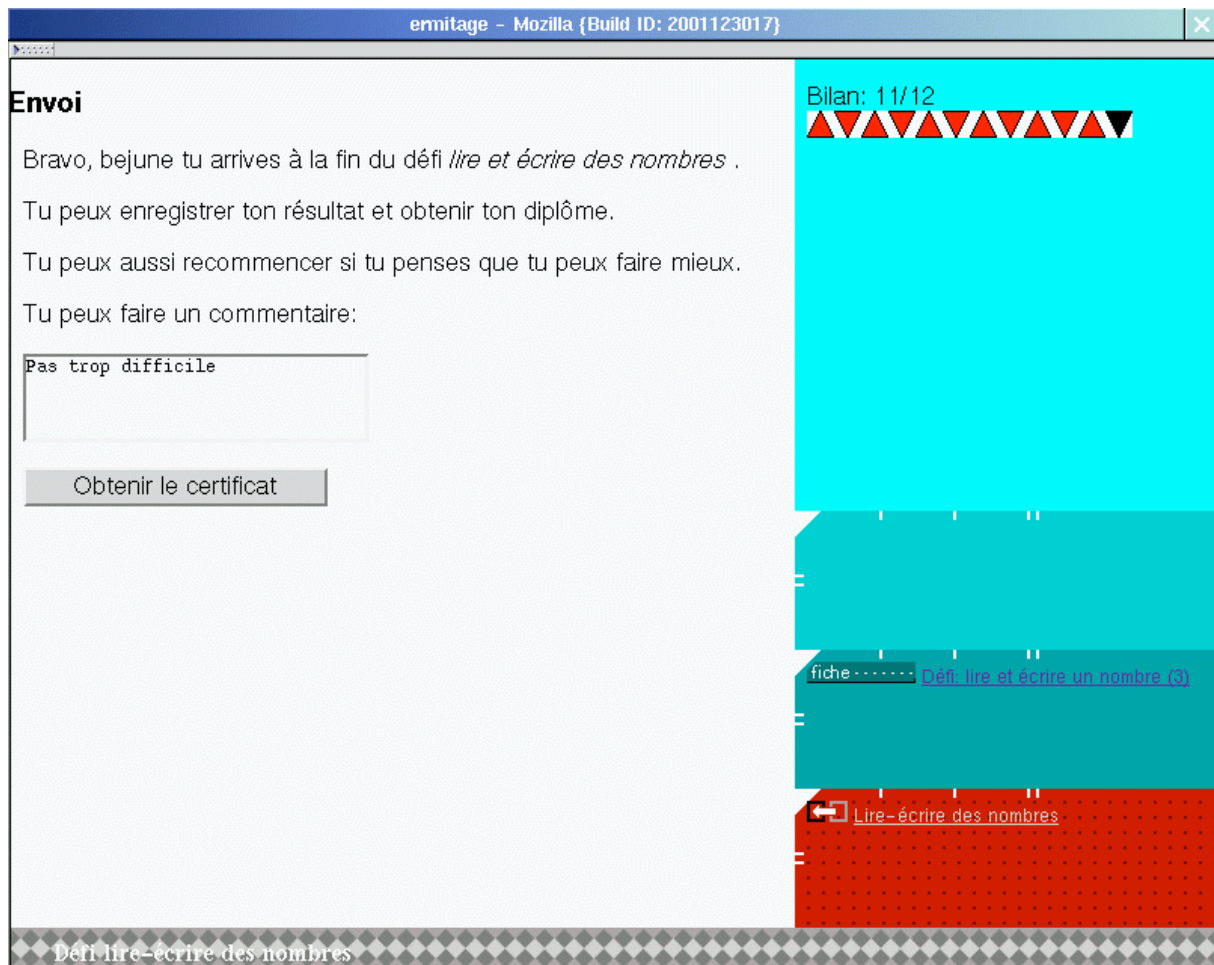 ermitage - Mozilla {Build ID: 2001123017}
Envoi
Bravo, bejune tu arrives à la fin du défi lire et écrire des nombres .
Tu peux enregistrer ton résultat et obtenir ton diplôme.
Tu peux aussi recommencer si tu penses que tu peux faire mieux.
Tu peux faire un commentaire:
Pas trop difficile
Obtenir le certificat
Bilan: 11/12
fiche ······· Défi: lire et écrire un nombre (3)
Lire-écrire des nombres
Défi lire-écrire des nombres